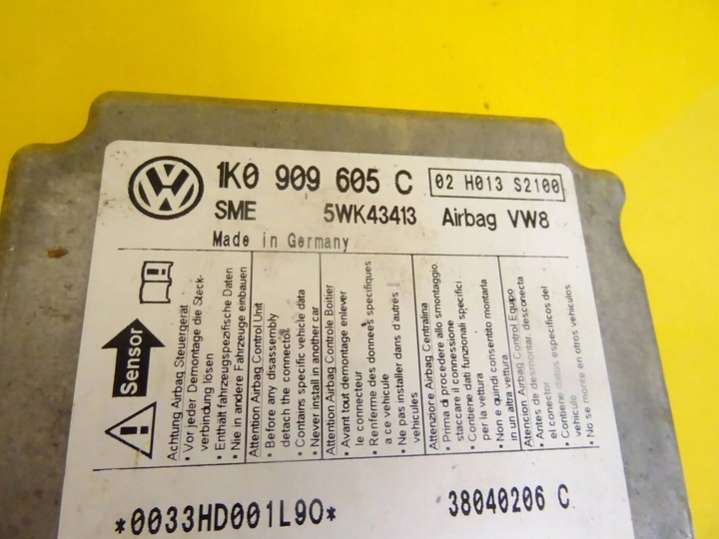 1K0 909 605 C 02 H013 S2100
SME 5WK43413 Airbag VW8
Made in Germany
Sensor
Achtung Airbag Steuergerät
• Vor jeder Demontage die Steck-
verbindung lösen
• Enthält fahrzeugspezifische Daten
• Nie in andere Fahrzeuge einbauen
Attention Airbag Control Unit
• Before any disassembly
detach the connector
• Contains specific vehicle data
• Never install in another car
Attention Airbag Controle Boitier
• Avant tout demontage enlever
le connecteur
• Renferme des données specifiques
a ce vehicule
• Ne pas installer dans d'autres
vehicules
Attenzione Airbag Centralina
• Prima di procedere allo smontaggio
staccare il connessione
• Contiene dati funzionali specifici
per la vettura
• Non e quindi consentito montarla
in un altra vettura
Atencion Airbag Control Equipo
• Antes de desmontar desconecta
el conector
• Contiene datos especificos del
vehicule
• No se monte en otros vehiculos
*0033HD001L90* 38040206 C